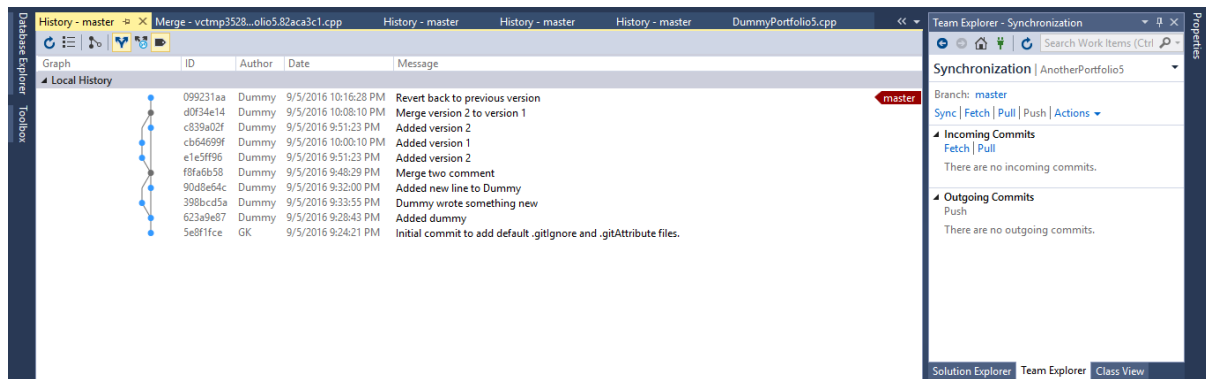 Database Explorer
Toolbox
History - master
Merge - vctmp3528...olio5.82aca3c1.cpp
History - master
History - master
History - master
DummyPortfolio5.cpp
Graph ID Author Date Message
Local History
099231aa Dummy 9/5/2016 10:16:28 PM Revert back to previous version master
d0f34e14 Dummy 9/5/2016 10:08:10 PM Merge version 2 to version 1
c839a02f Dummy 9/5/2016 9:51:23 PM Added version 2
cb64699f Dummy 9/5/2016 10:00:10 PM Added version 1
e1e5ff96 Dummy 9/5/2016 9:51:23 PM Added version 2
f8fa6b58 Dummy 9/5/2016 9:48:29 PM Merge two comment
90d8e64c Dummy 9/5/2016 9:32:00 PM Added new line to Dummy
398bcd5a Dummy 9/5/2016 9:33:55 PM Dummy wrote something new
623a9e87 Dummy 9/5/2016 9:28:43 PM Added dummy
5e8f1fce GK 9/5/2016 9:24:21 PM Initial commit to add default .gitIgnore and .gitAttribute files.
Team Explorer - Synchronization
Search Work Items (Ctrl
Synchronization | AnotherPortfolio5
Branch: master
Sync | Fetch | Pull | Push | Actions
Incoming Commits
Fetch | Pull
There are no incoming commits.
Outgoing Commits
Push
There are no outgoing commits.
Solution Explorer Team Explorer Class View
Properties